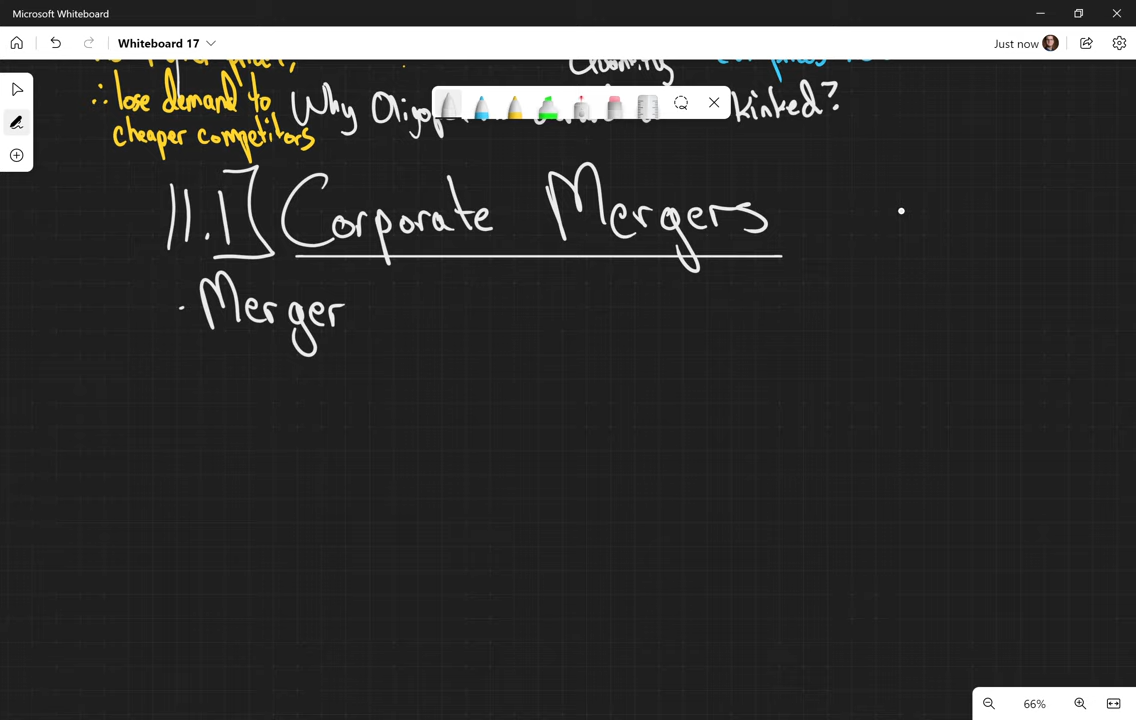 Microsoft Whiteboard
Whiteboard 17
Just now
∴ lose demand to
cheaper competitors
Quantity
Why kinked?
11.1] Corporate Mergers
· Merger
66%